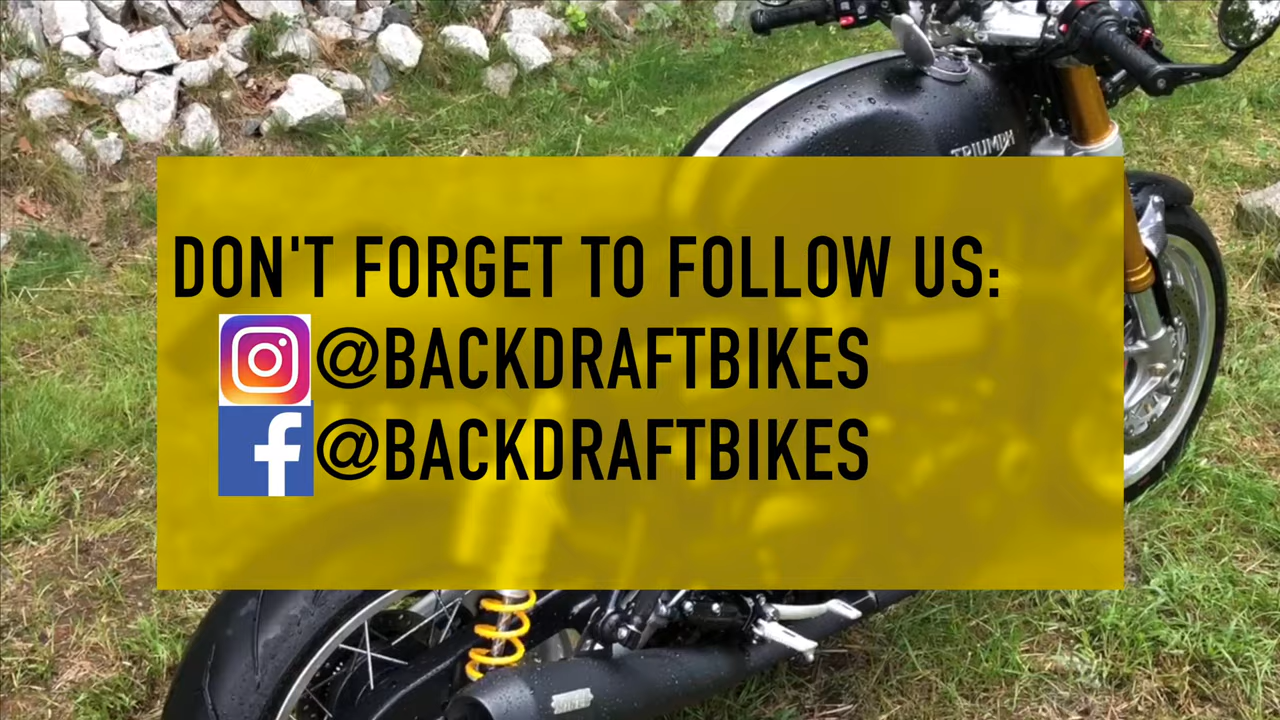 TRIUMPH
DON'T FORGET TO FOLLOW US:
@BACKDRAFTBIKES
@BACKDRAFTBIKES